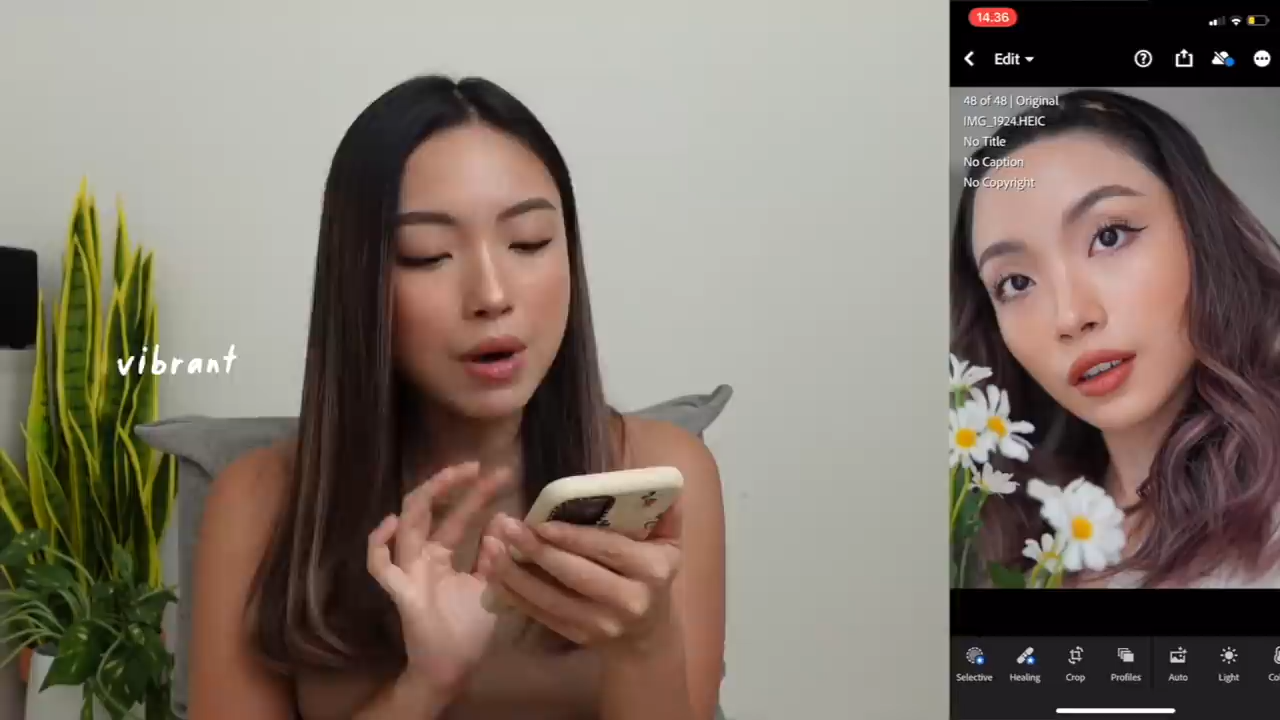 vibrant
14.36
Edit
48 of 48 | Original
IMG_1924.HEIC
No Title
No Caption
No Copyright
Selective
Healing
Crop
Profiles
Auto
Light